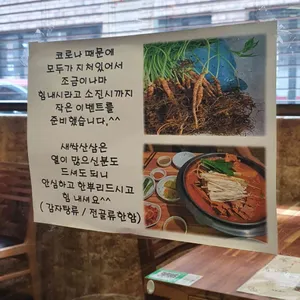 코로나 때문에
모두가 지쳐있어서
조금이나마
힘내시라고 소진시까지
작은 이벤트를
준비했습니다.^^
새싹산삼은
열이 많으신분도
드셔도 되니
안심하고 한뿌리드시고
힘 내셔요^^
( 감자탕류 / 전골류한함)